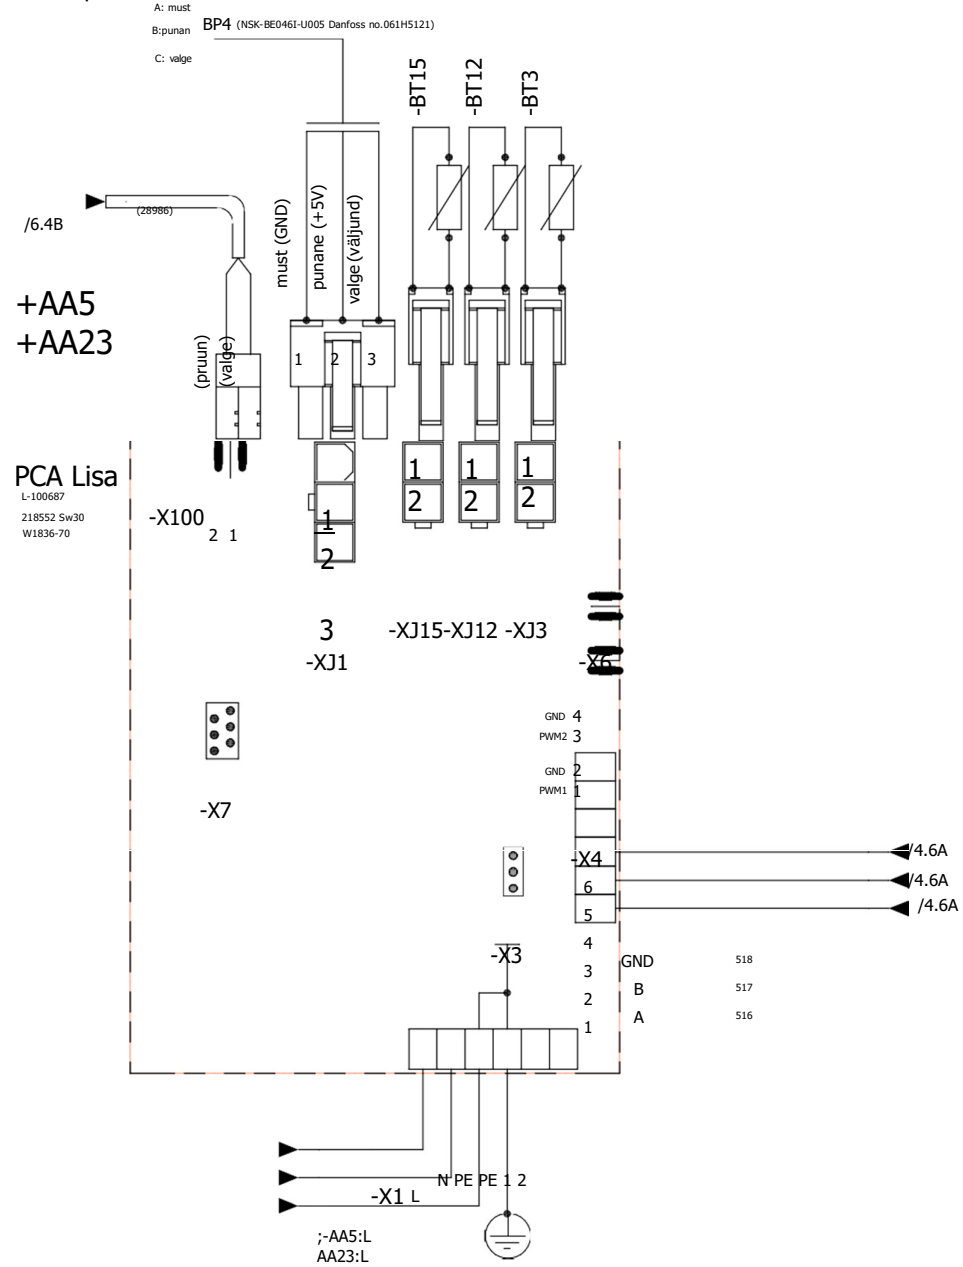 A: must
B:punan
BP4 (NSK-BE046I-U005 Danfoss no.061H5121)
C: valge
-BT15
-BT12
-BT3
(28986)
/6.4B
must (GND)
punane (+5V)
valge (väljund)
+AA5
+AA23
(pruun)
(valge)
1 2 3
PCA Lisa
L-100687
218552 Sw30
W1836-70
-X100
2 1
1
2
3
-XJ1
1
2
1
2
1
2
-XJ15-XJ12 -XJ3
-X6
GND 4
PWM2 3
GND 2
PWM1 1
-X7
-X4
6
5
4
3
2
1
/4.6A
/4.6A
/4.6A
-X3
GND 518
B 517
A 516
N PE PE 1 2
-X1 L
;-AA5:L
AA23:L